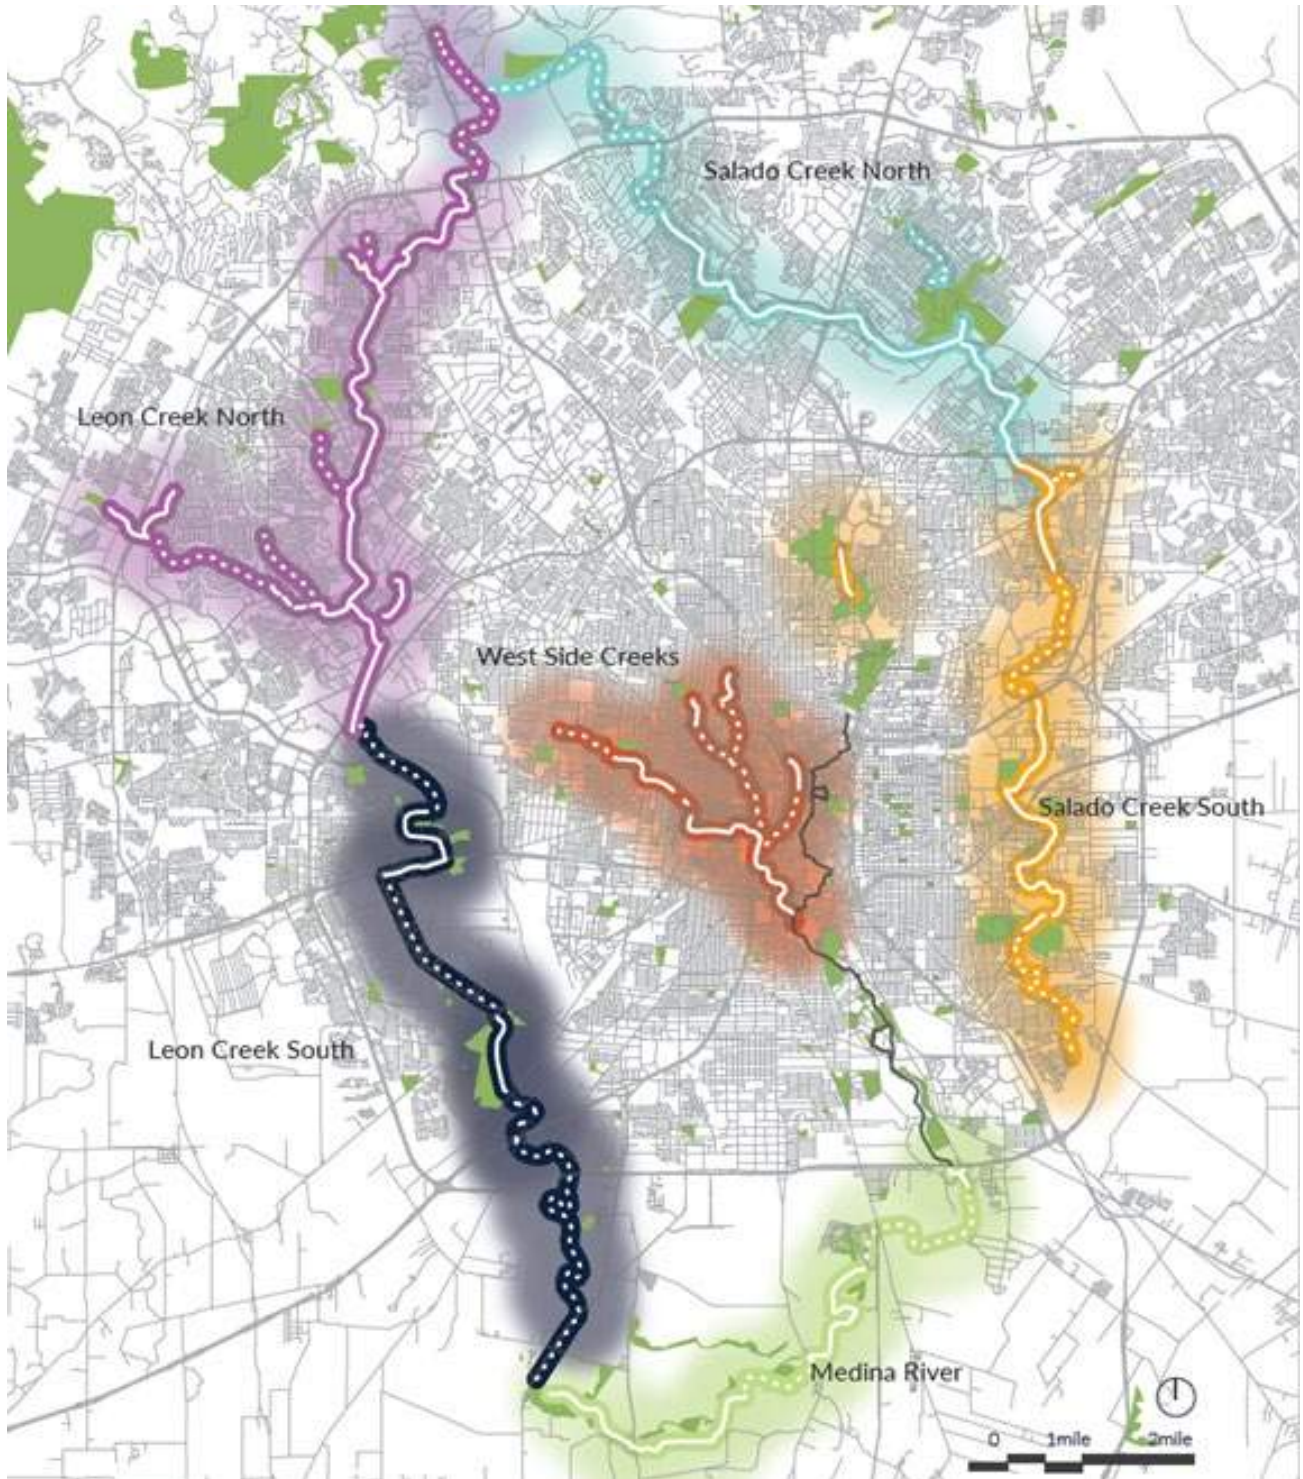 Salado Creek North
Leon Creek North
West Side Creeks
Salado Creek South
Leon Creek South
Medina River
0 1mile 2mile